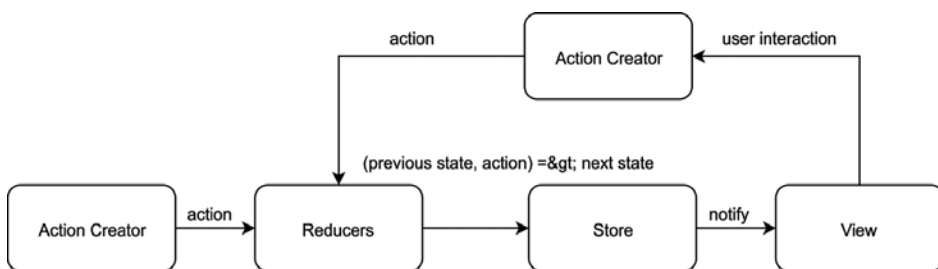 action
Action Creator
user interaction
(previous state, action) =&gt; next state
Action Creator
action
Reducers
Store
notify
View